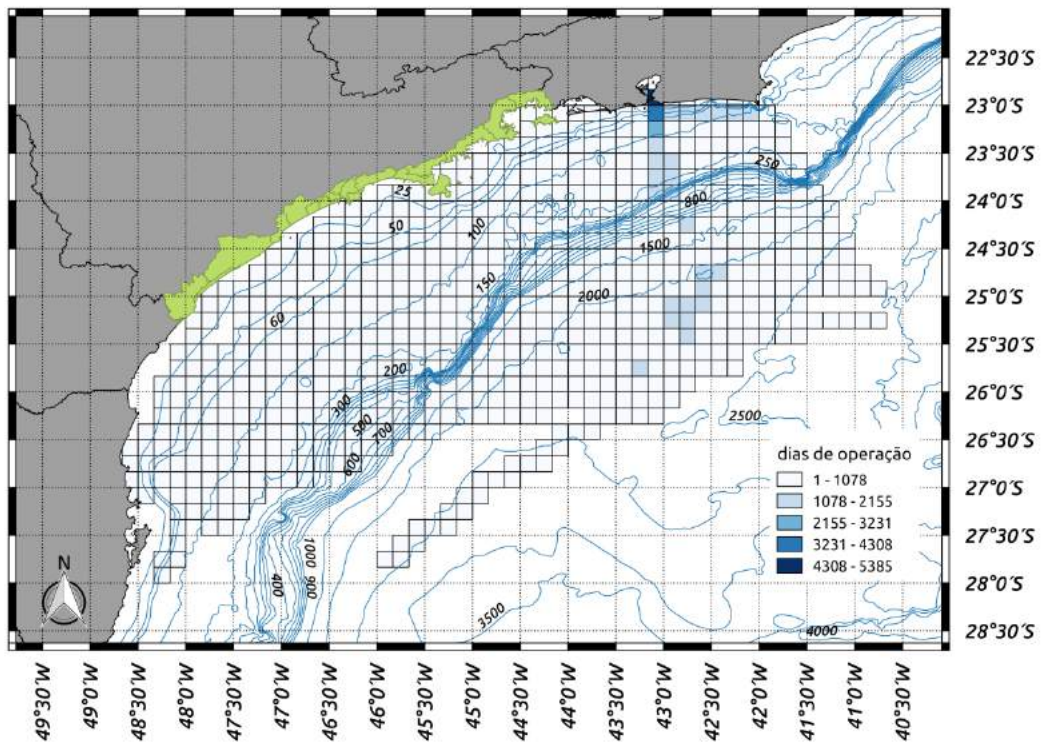 22°30'S
23°0'S
23°30'S
24°0'S
24°30'S
25°0'S
25°30'S
26°0'S
26°30'S
27°0'S
27°30'S
28°0'S
28°30'S
25
50
100
250
800
1500
150
2000
60
200
300
500
700
600
2500
1000
900
400
3500
4000
dias de operação
1 - 1078
1078 - 2155
2155 - 3231
3231 - 4308
4308 - 5385
N
49°30'W
49°0'W
48°30'W
48°0'W
47°30'W
47°0'W
46°30'W
46°0'W
45°30'W
45°0'W
44°30'W
44°0'W
43°30'W
43°0'W
42°30'W
42°0'W
41°30'W
41°0'W
40°30'W